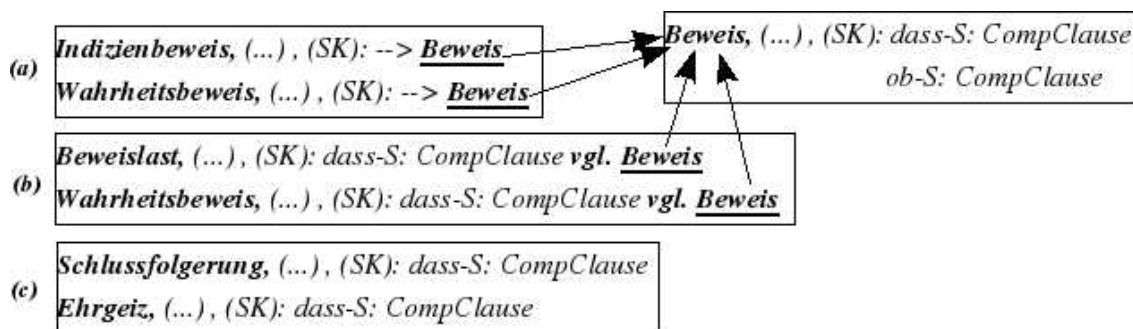 (a)
Indizienbeweis, (...) , (SK): --> Beweis
Wahrheitsbeweis, (...) , (SK): --> Beweis
Beweis, (...) , (SK): dass-S: CompClause
ob-S: CompClause
(b)
Beweislast, (...) , (SK): dass-S: CompClause vgl. Beweis
Wahrheitsbeweis, (...) , (SK): dass-S: CompClause vgl. Beweis
(c)
Schlussfolgerung, (...) , (SK): dass-S: CompClause
Ehrgeiz, (...) , (SK): dass-S: CompClause